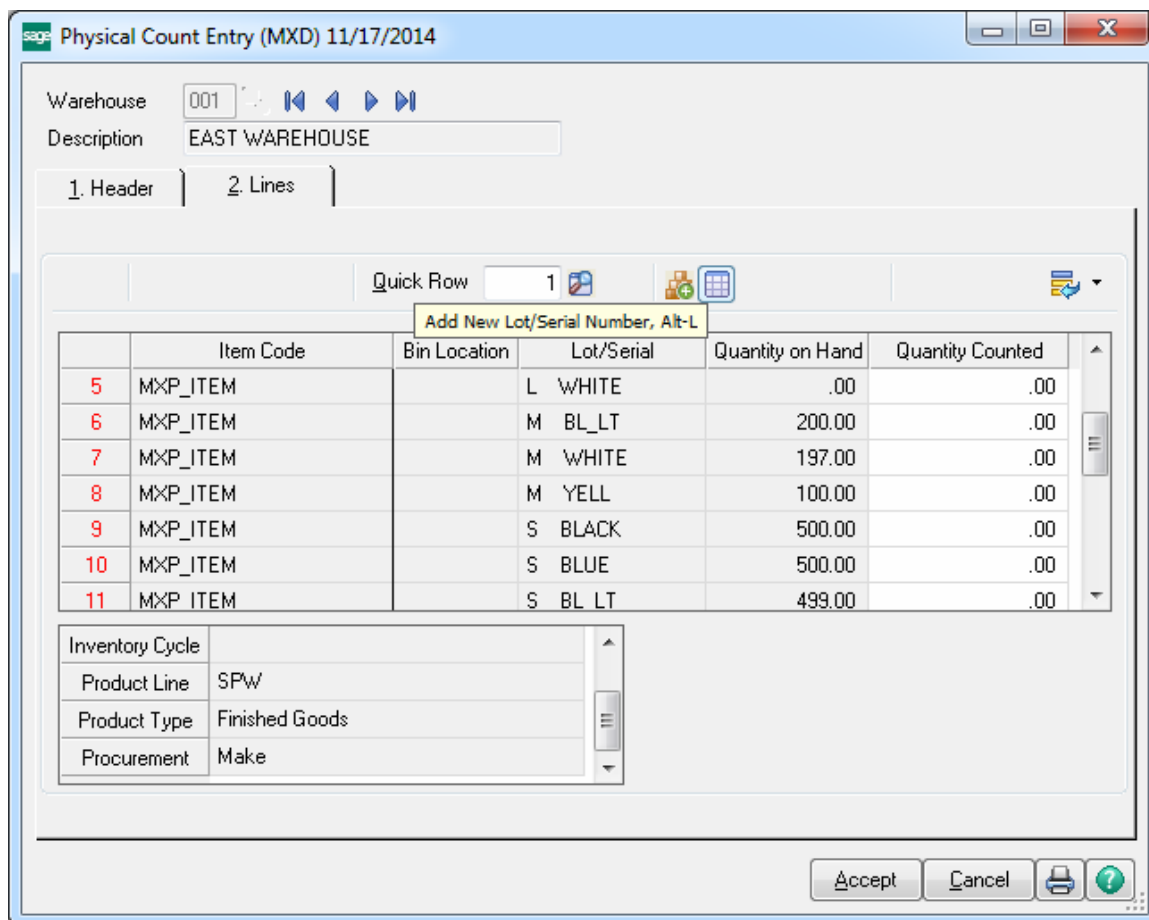 sage Physical Count Entry (MXD) 11/17/2014
Warehouse 001
Description EAST WAREHOUSE
1. Header 2. Lines
Quick Row 1
Add New Lot/Serial Number, Alt-L
Item Code Bin Location Lot/Serial Quantity on Hand Quantity Counted
5 MXP_ITEM L WHITE .00 .00
6 MXP_ITEM M BL_LT 200.00 .00
7 MXP_ITEM M WHITE 197.00 .00
8 MXP_ITEM M YELL 100.00 .00
9 MXP_ITEM S BLACK 500.00 .00
10 MXP_ITEM S BLUE 500.00 .00
11 MXP_ITEM S BL_LT 499.00 .00
Inventory Cycle
Product Line SPW
Product Type Finished Goods
Procurement Make
Accept Cancel ?